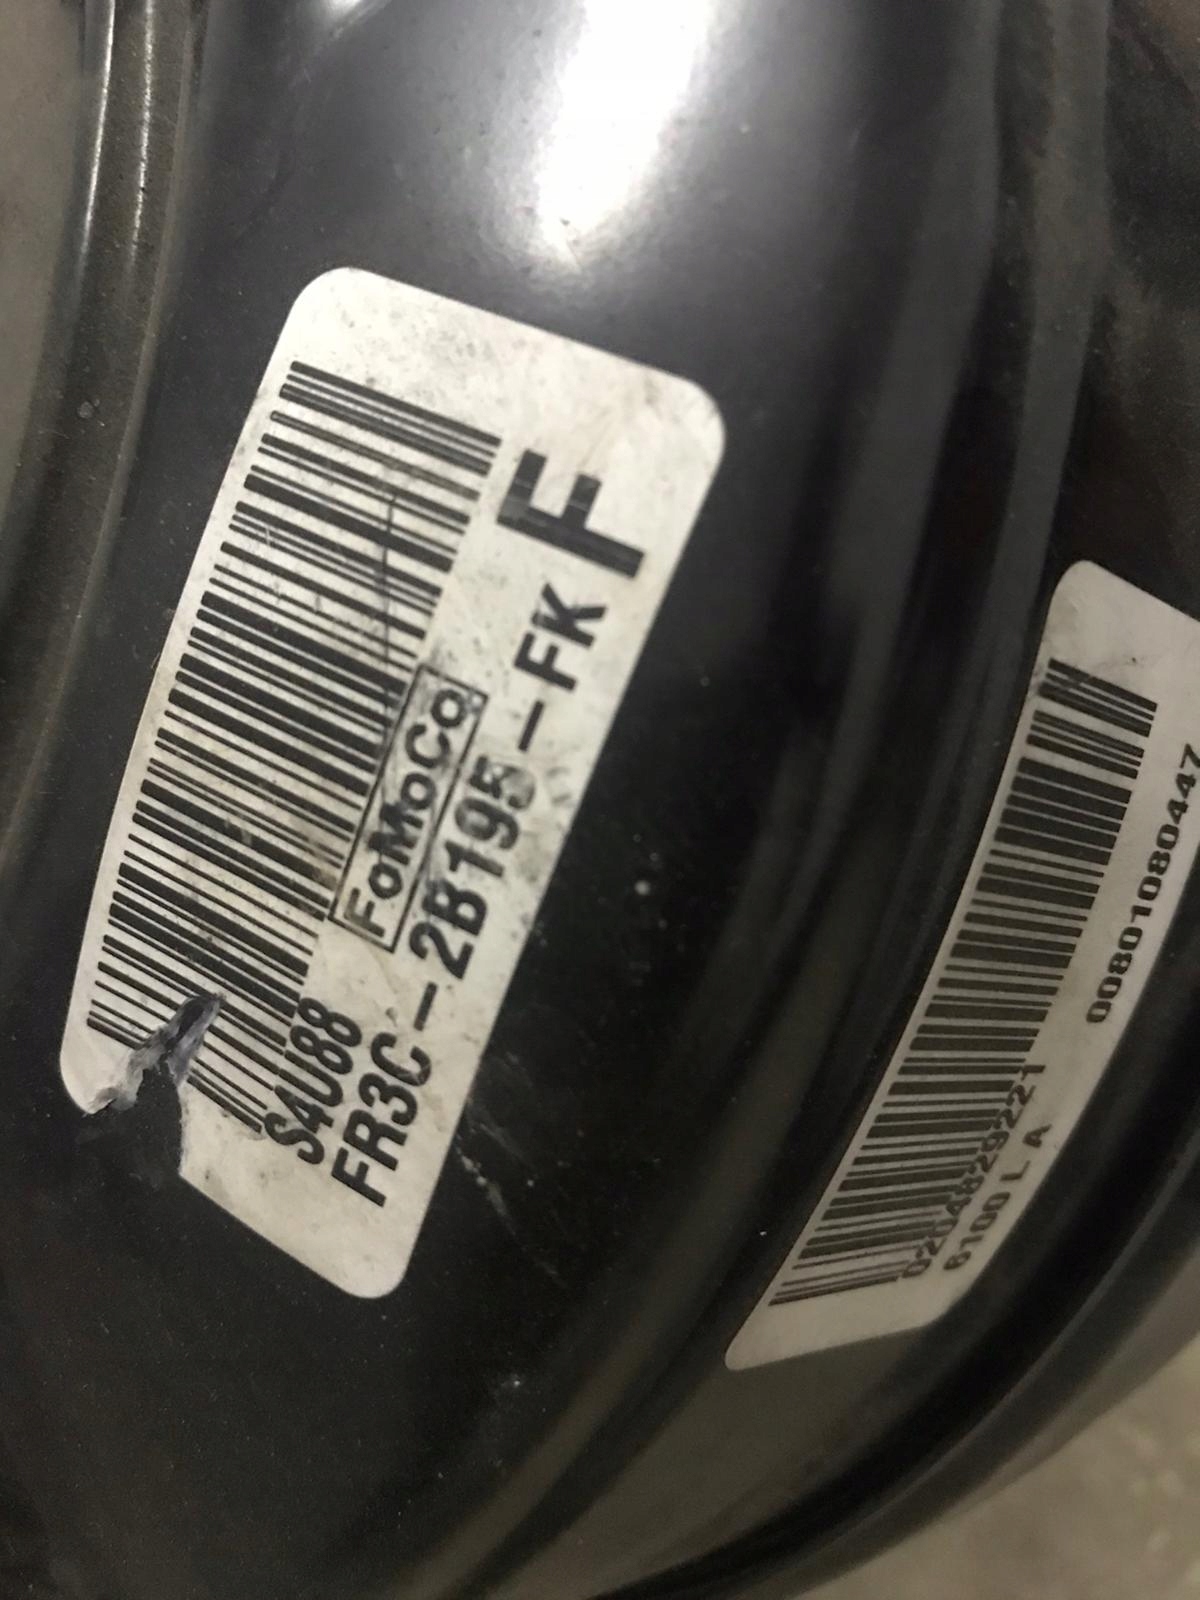 F
FoMoCo
S4U88
FR3C-2B195-FK
00801080447
0204829221
6100 L A